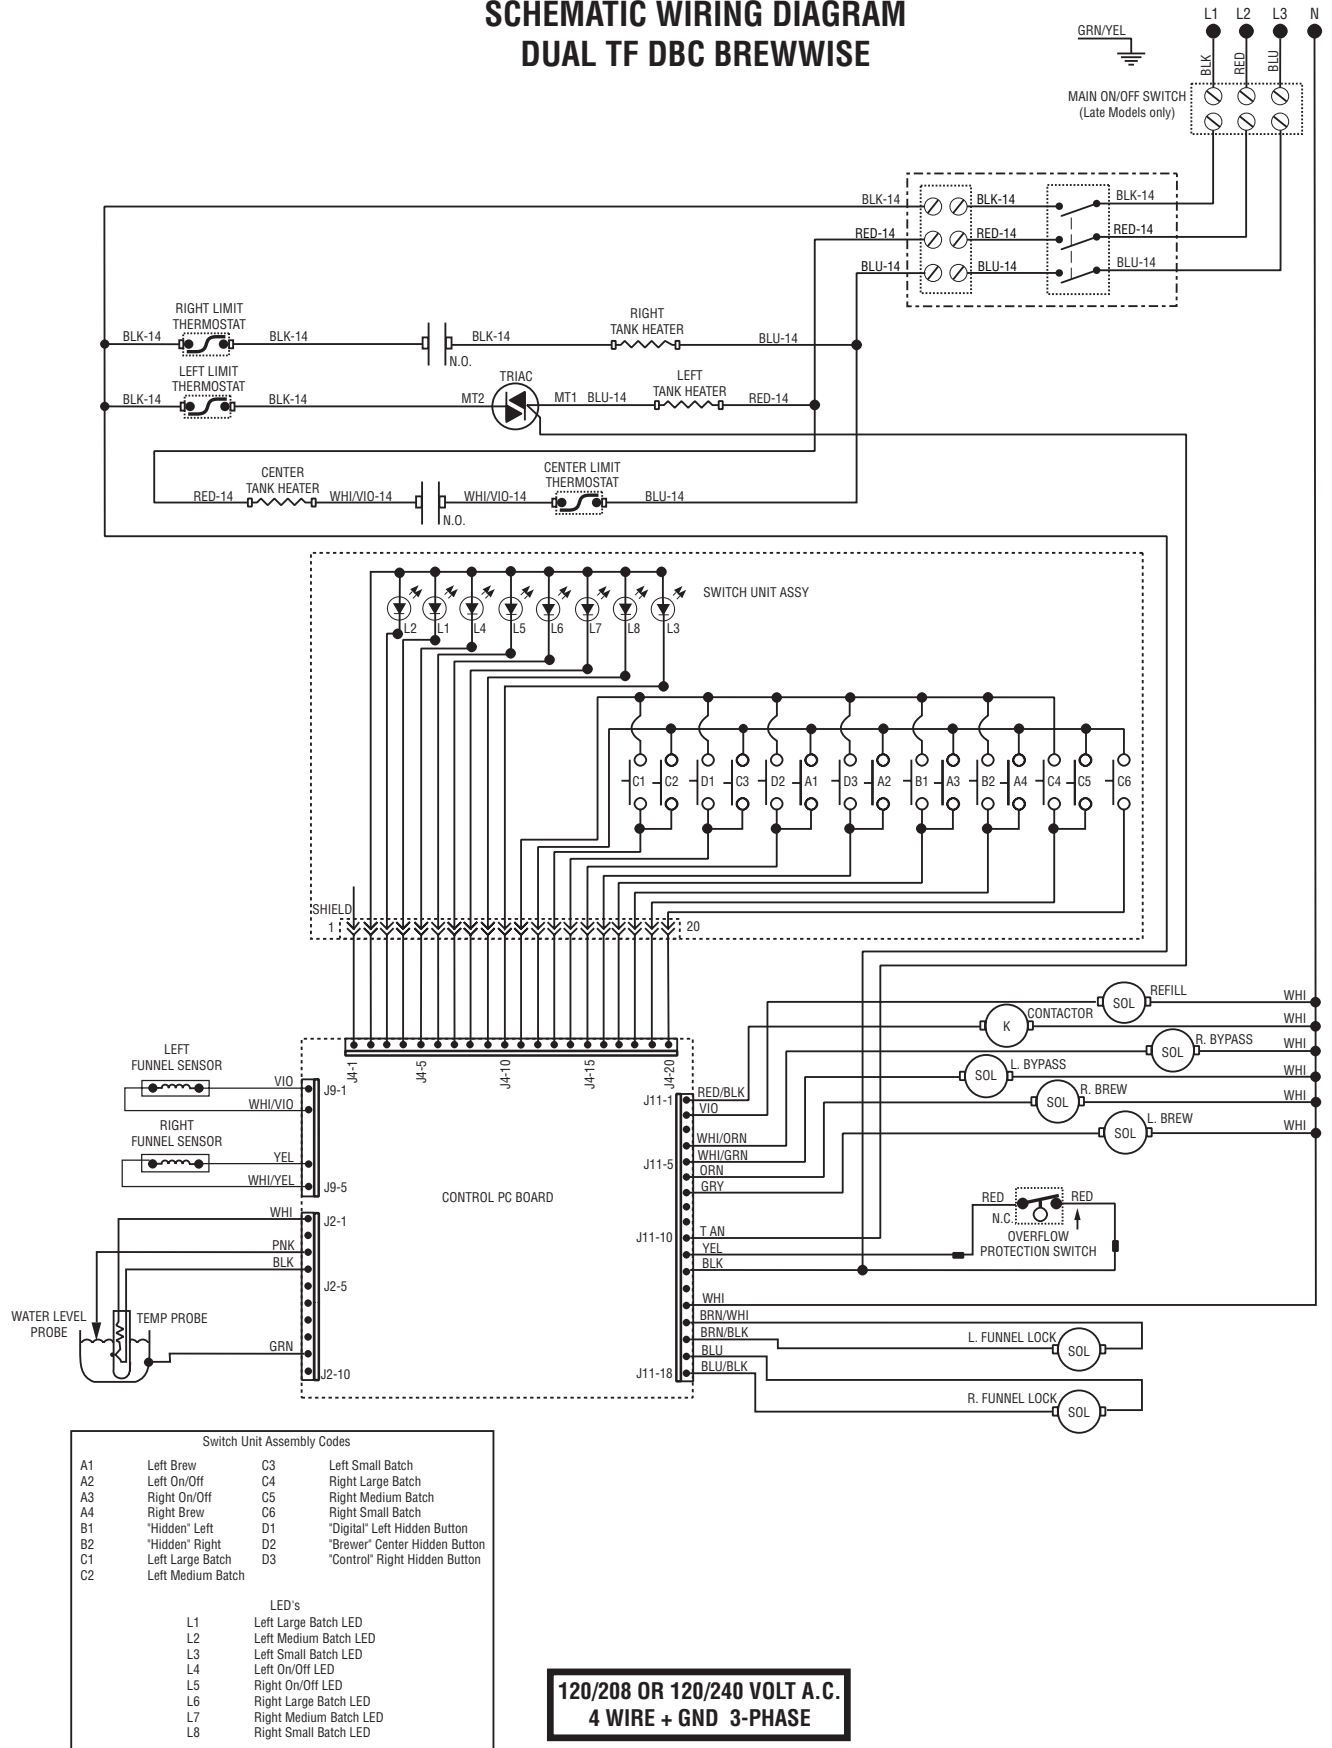 SCHEMATIC WIRING DIAGRAM
DUAL TF DBC BREWWISE
L1 L2 L3 N
GRN/YEL
BLK RED BLU
MAIN ON/OFF SWITCH
(Late Models only)
BLK-14 BLK-14 BLK-14
RED-14 RED-14 RED-14
BLU-14 BLU-14 BLU-14
RIGHT LIMIT
THERMOSTAT
RIGHT
TANK HEATER
BLK-14 BLK-14 BLK-14 BLU-14
N.O.
LEFT LIMIT
THERMOSTAT
TRIAC
LEFT
TANK HEATER
BLK-14 BLK-14 MT2 MT1 BLU-14 RED-14
CENTER
TANK HEATER
CENTER LIMIT
THERMOSTAT
RED-14 WHI/VIO-14 WHI/VIO-14 BLU-14
N.O.
SWITCH UNIT ASSY
L2 L1 L4 L5 L6 L7 L8 L3
C1 C2 D1 C3 D2 A1 D3 A2 B1 A3 B2 A4 C4 C5 C6
SHIELD
1 20
REFILL
SOL
WHI
CONTACTOR
K
WHI
R. BYPASS
SOL
WHI
L. BYPASS
SOL
WHI
R. BREW
SOL
WHI
L. BREW
SOL
WHI
J4-1 J4-5 J4-10 J4-15 J4-20
LEFT
FUNNEL SENSOR
VIO
J9-1
WHI/VIO
RIGHT
FUNNEL SENSOR
YEL
WHI/YEL
J9-5
WHI
J2-1
PNK
BLK
J2-5
WATER LEVEL
PROBE
TEMP PROBE
GRN
J2-10
CONTROL PC BOARD
J11-1
RED/BLK
VIO
WHI/ORN
J11-5
WHI/GRN
ORN
GRY
J11-10
T AN
YEL
BLK
WHI
BRN/WHI
BRN/BLK
BLU
J11-18
BLU/BLK
RED RED
N.C.
OVERFLOW
PROTECTION SWITCH
L. FUNNEL LOCK
SOL
R. FUNNEL LOCK
SOL
Switch Unit Assembly Codes
A1 Left Brew C3 Left Small Batch
A2 Left On/Off C4 Right Large Batch
A3 Right On/Off C5 Right Medium Batch
A4 Right Brew C6 Right Small Batch
B1 "Hidden" Left D1 "Digital" Left Hidden Button
B2 "Hidden" Right D2 "Brewer" Center Hidden Button
C1 Left Large Batch D3 "Control" Right Hidden Button
C2 Left Medium Batch
LED's
L1 Left Large Batch LED
L2 Left Medium Batch LED
L3 Left Small Batch LED
L4 Left On/Off LED
L5 Right On/Off LED
L6 Right Large Batch LED
L7 Right Medium Batch LED
L8 Right Small Batch LED
120/208 OR 120/240 VOLT A.C.
4 WIRE + GND 3-PHASE